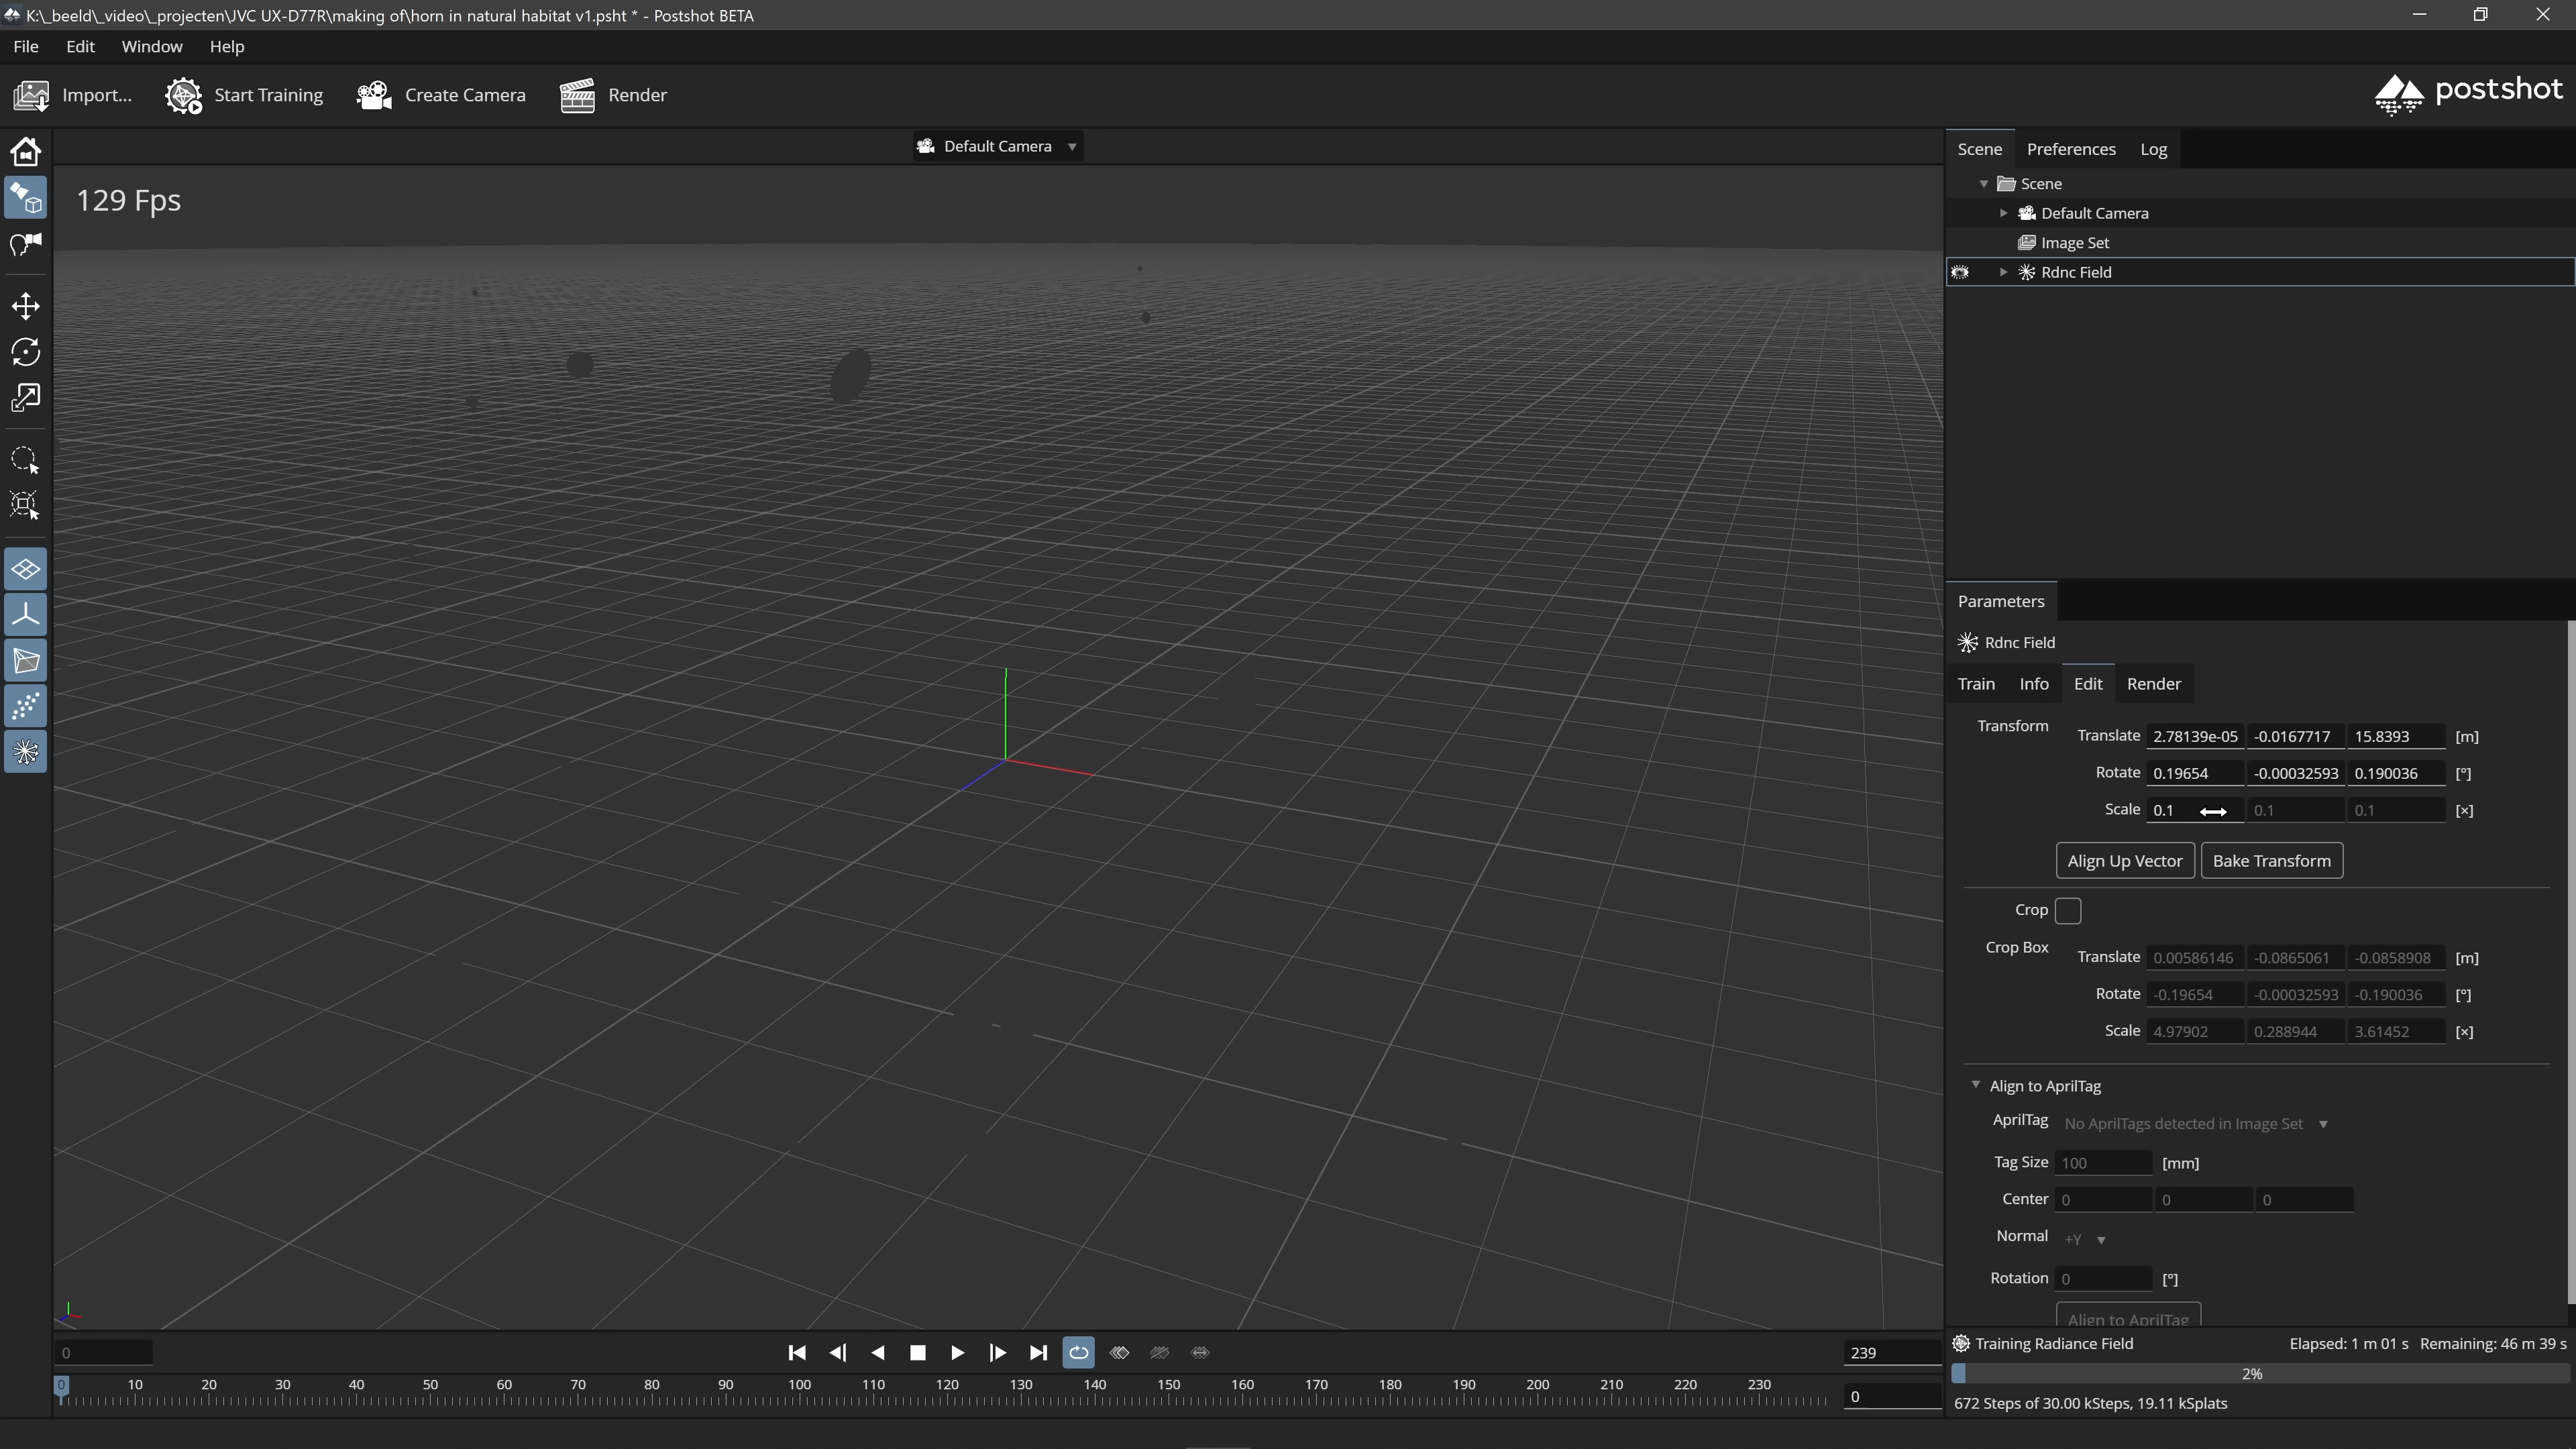 K:\_beeld\_video\_projecten\JVC UX-D77R\making of\horn in natural habitat v1.psht * - Postshot BETA
File Edit Window Help
Import... Start Training Create Camera Render
postshot
Default Camera
129 Fps
Scene Preferences Log
Scene
Default Camera
Image Set
Rdnc Field
Parameters
Rdnc Field
Train Info Edit Render
Transform
Translate 2.78139e-05 -0.0167717 15.8393 [m]
Rotate 0.19654 -0.00032593 0.190036 [°]
Scale 0.1 0.1 0.1 [×]
Align Up Vector Bake Transform
Crop
Crop Box
Translate 0.00586146 -0.0865061 -0.0858908 [m]
Rotate -0.19654 -0.00032593 -0.190036 [°]
Scale 4.97902 0.288944 3.61452 [×]
Align to AprilTag
AprilTag No AprilTags detected in Image Set
Tag Size 100 [mm]
Center 0 0 0
Normal +Y
Rotation 0 [°]
Align to AprilTag
0
239
0 10 20 30 40 50 60 70 80 90 100 110 120 130 140 150 160 170 180 190 200 210 220 230
0
Training Radiance Field Elapsed: 1 m 01 s Remaining: 46 m 39 s
2%
672 Steps of 30.00 kSteps, 19.11 kSplats